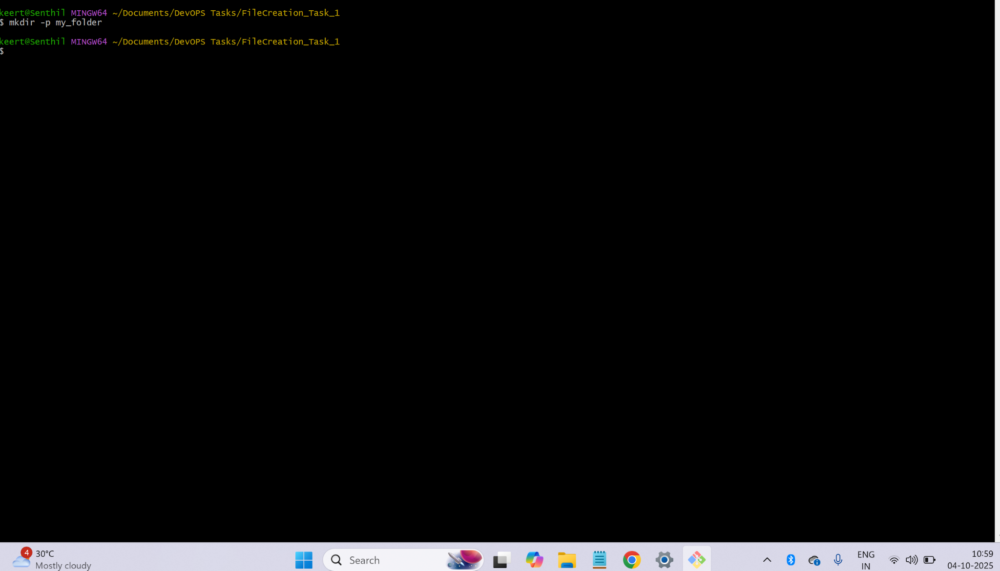 keert@Senthil MINGW64 ~/Documents/DevOPS Tasks/FileCreation_Task_1
$ mkdir -p my_folder
keert@Senthil MINGW64 ~/Documents/DevOPS Tasks/FileCreation_Task_1
$
4
30°C
Mostly cloudy
Search
ENG
IN
10:59
04-10-2025